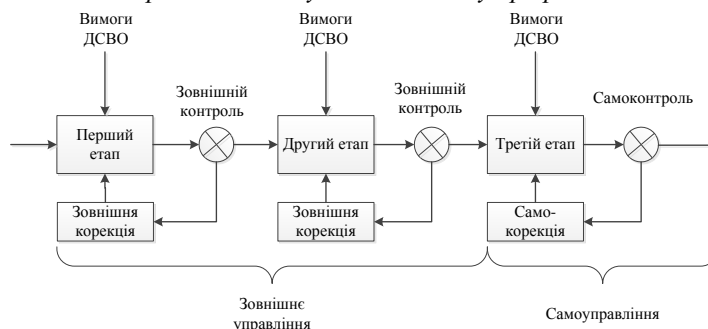 Вимоги
ДСВО
Вимоги
ДСВО
Вимоги
ДСВО
Зовнішній
контроль
Зовнішній
контроль
Самоконтроль
Перший
етап
Другий етап
Третій етап
Зовнішня
корекція
Зовнішня
корекція
Само-
корекція
Зовнішнє
управління
Самоуправління